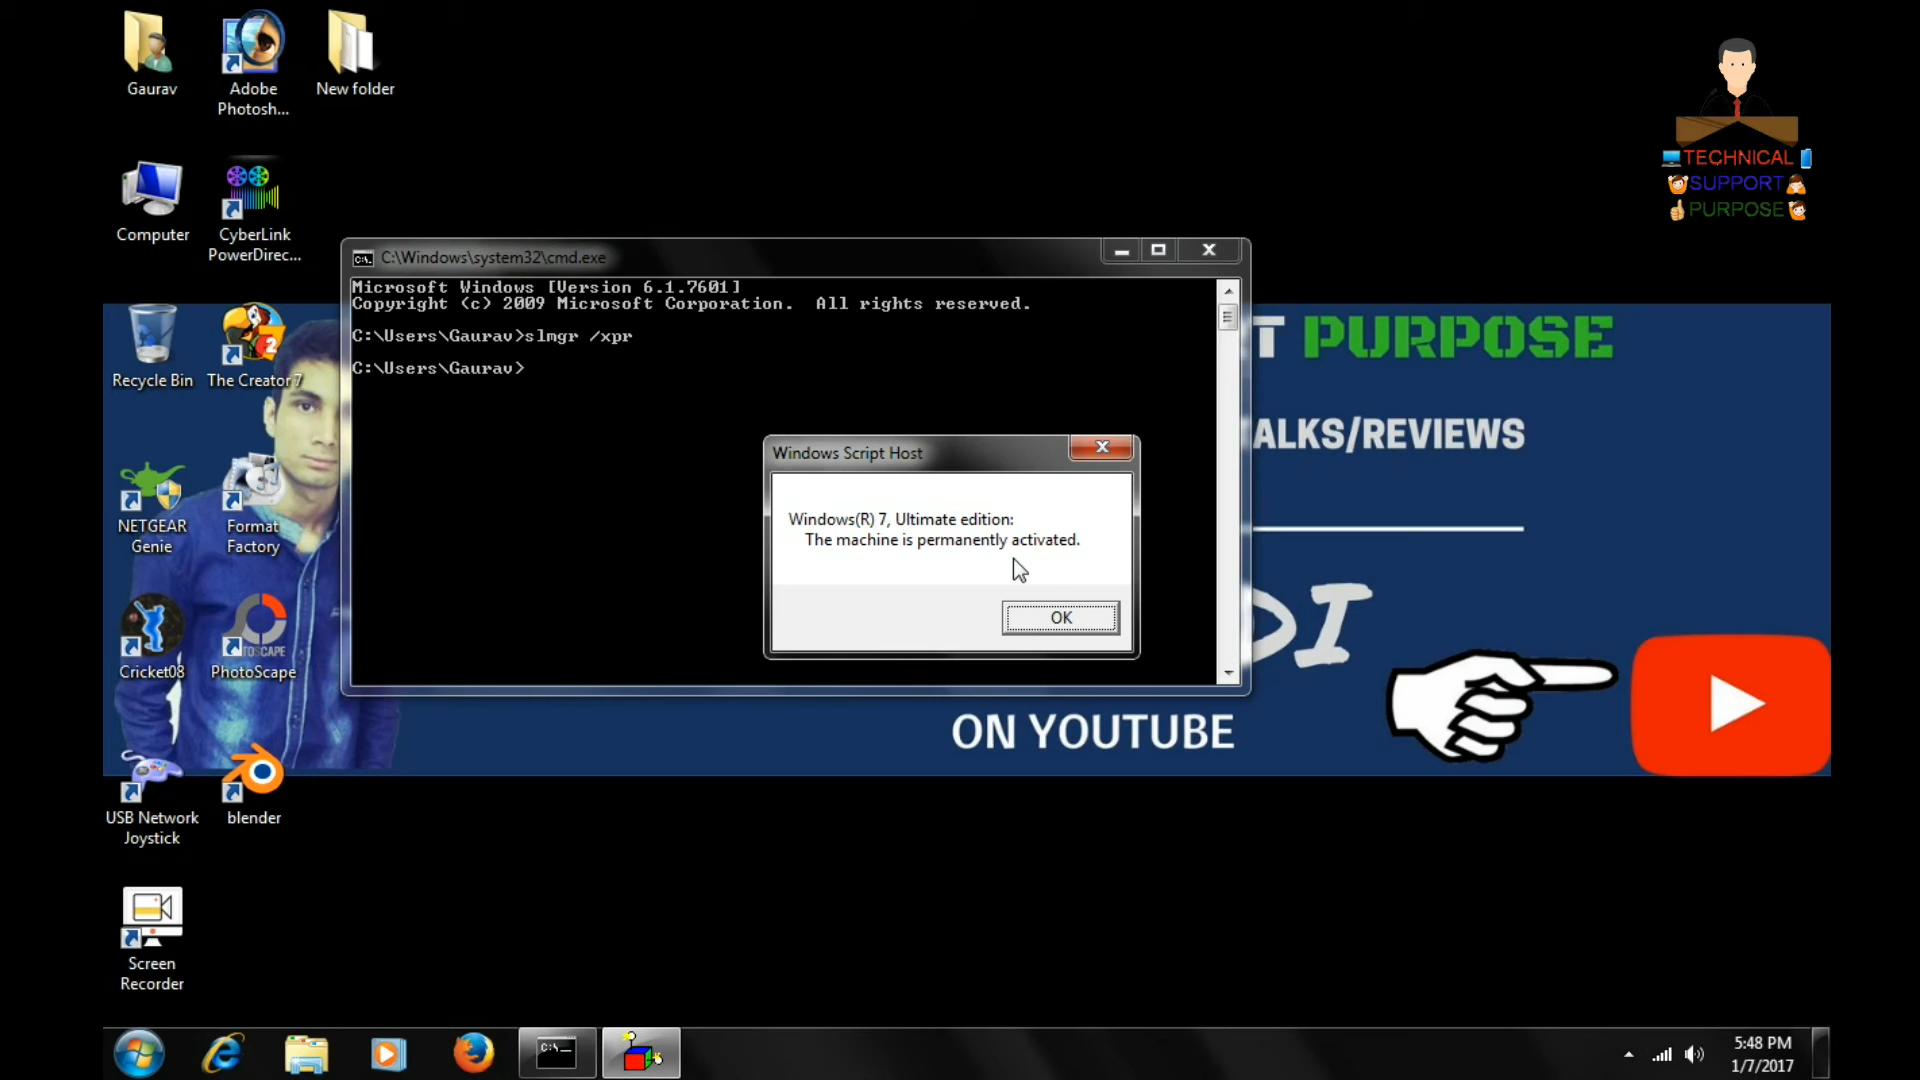 Gaurav
Adobe
Photosh...
New folder
TECHNICAL
SUPPORT
PURPOSE
Computer
CyberLink
PowerDirec...
C:\Windows\system32\cmd.exe
Microsoft Windows [Version 6.1.7601]
Copyright (c) 2009 Microsoft Corporation.  All rights reserved.
C:\Users\Gaurav>slmgr /xpr
C:\Users\Gaurav>
T PURPOSE
ALKS/REVIEWS
Recycle Bin
The Creator 7
Windows Script Host
Windows(R) 7, Ultimate edition:
The machine is permanently activated.
OK
NETGEAR
Genie
Format
Factory
DI
Cricket08
PhotoScape
ON YOUTUBE
USB Network
Joystick
blender
Screen
Recorder
5:48 PM
1/7/2017